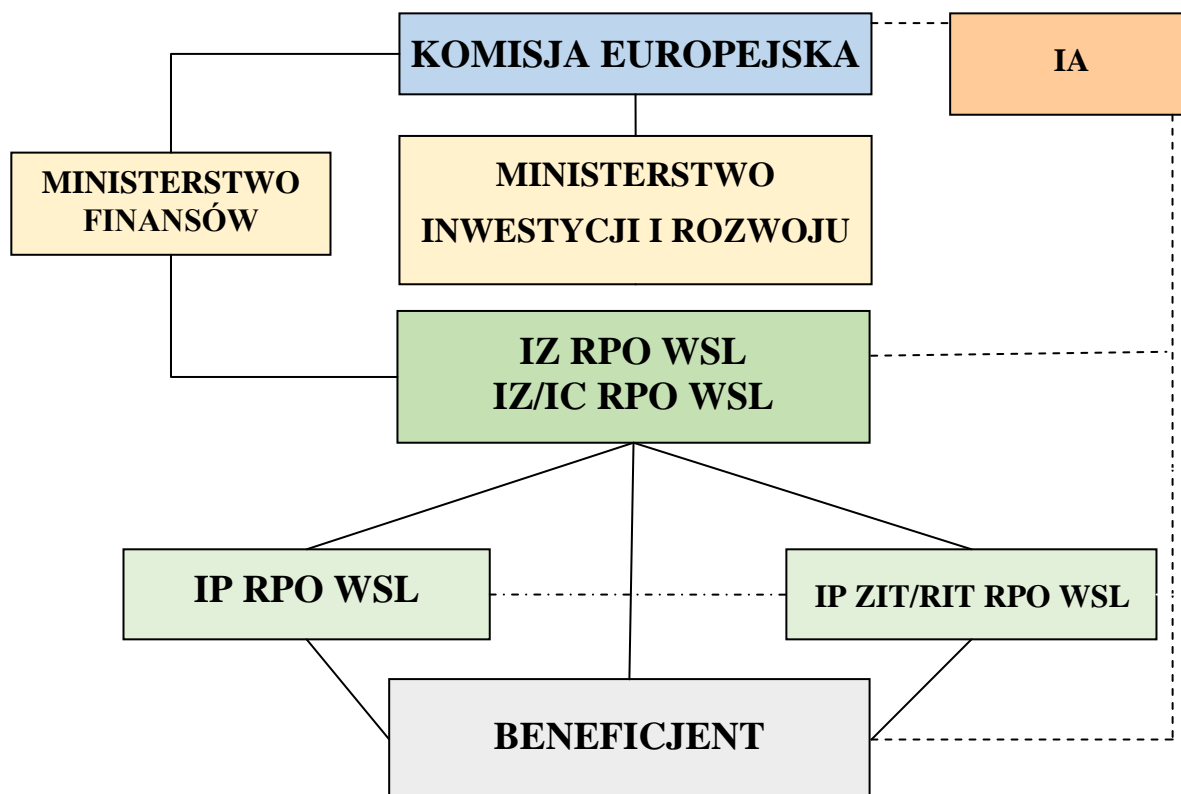 KOMISJA EUROPEJSKA
IA
MINISTERSTWO
FINANSÓW
MINISTERSTWO
INWESTYCJI I ROZWOJU
IZ RPO WSL
IZ/IC RPO WSL
IP RPO WSL
IP ZIT/RIT RPO WSL
BENEFICJENT